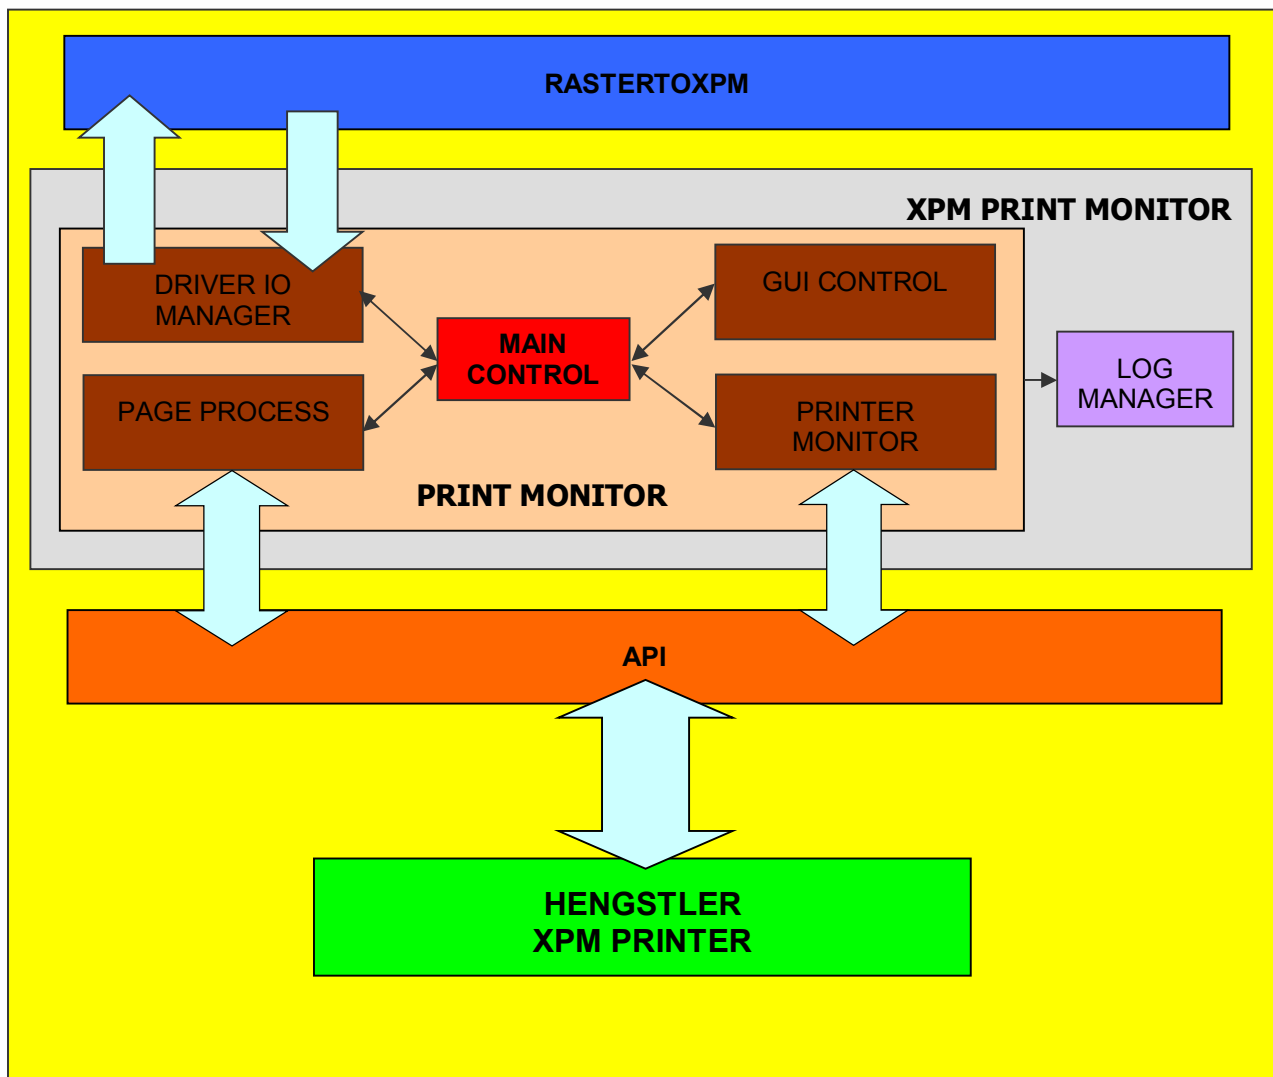 RASTERTOXPM
XPM PRINT MONITOR
DRIVER IO
MANAGER
GUI CONTROL
MAIN
CONTROL
LOG
MANAGER
PAGE PROCESS
PRINTER
MONITOR
PRINT MONITOR
API
HENGSTLER
XPM PRINTER